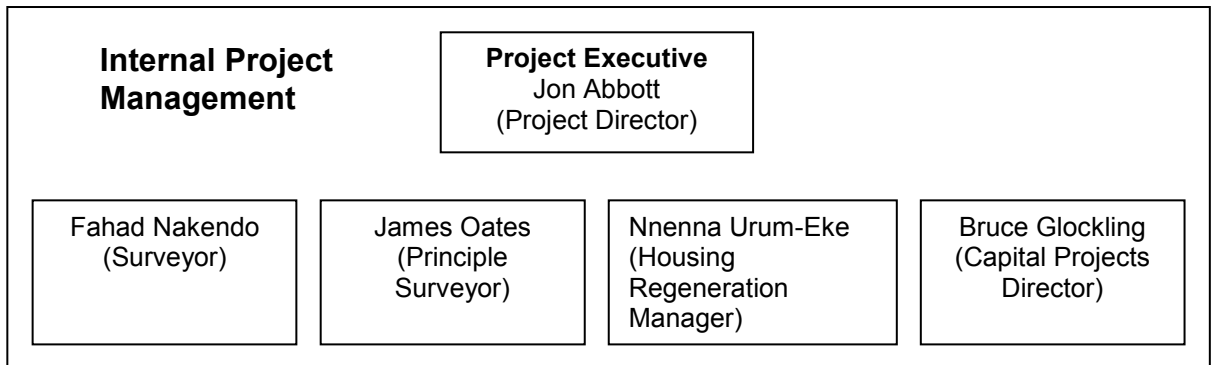 Internal Project
Management
Project Executive
Jon Abbott
(Project Director)
Fahad Nakendo
(Surveyor)
James Oates
(Principle
Surveyor)
Nnenna Urum-Eke
(Housing
Regeneration
Manager)
Bruce Glockling
(Capital Projects
Director)